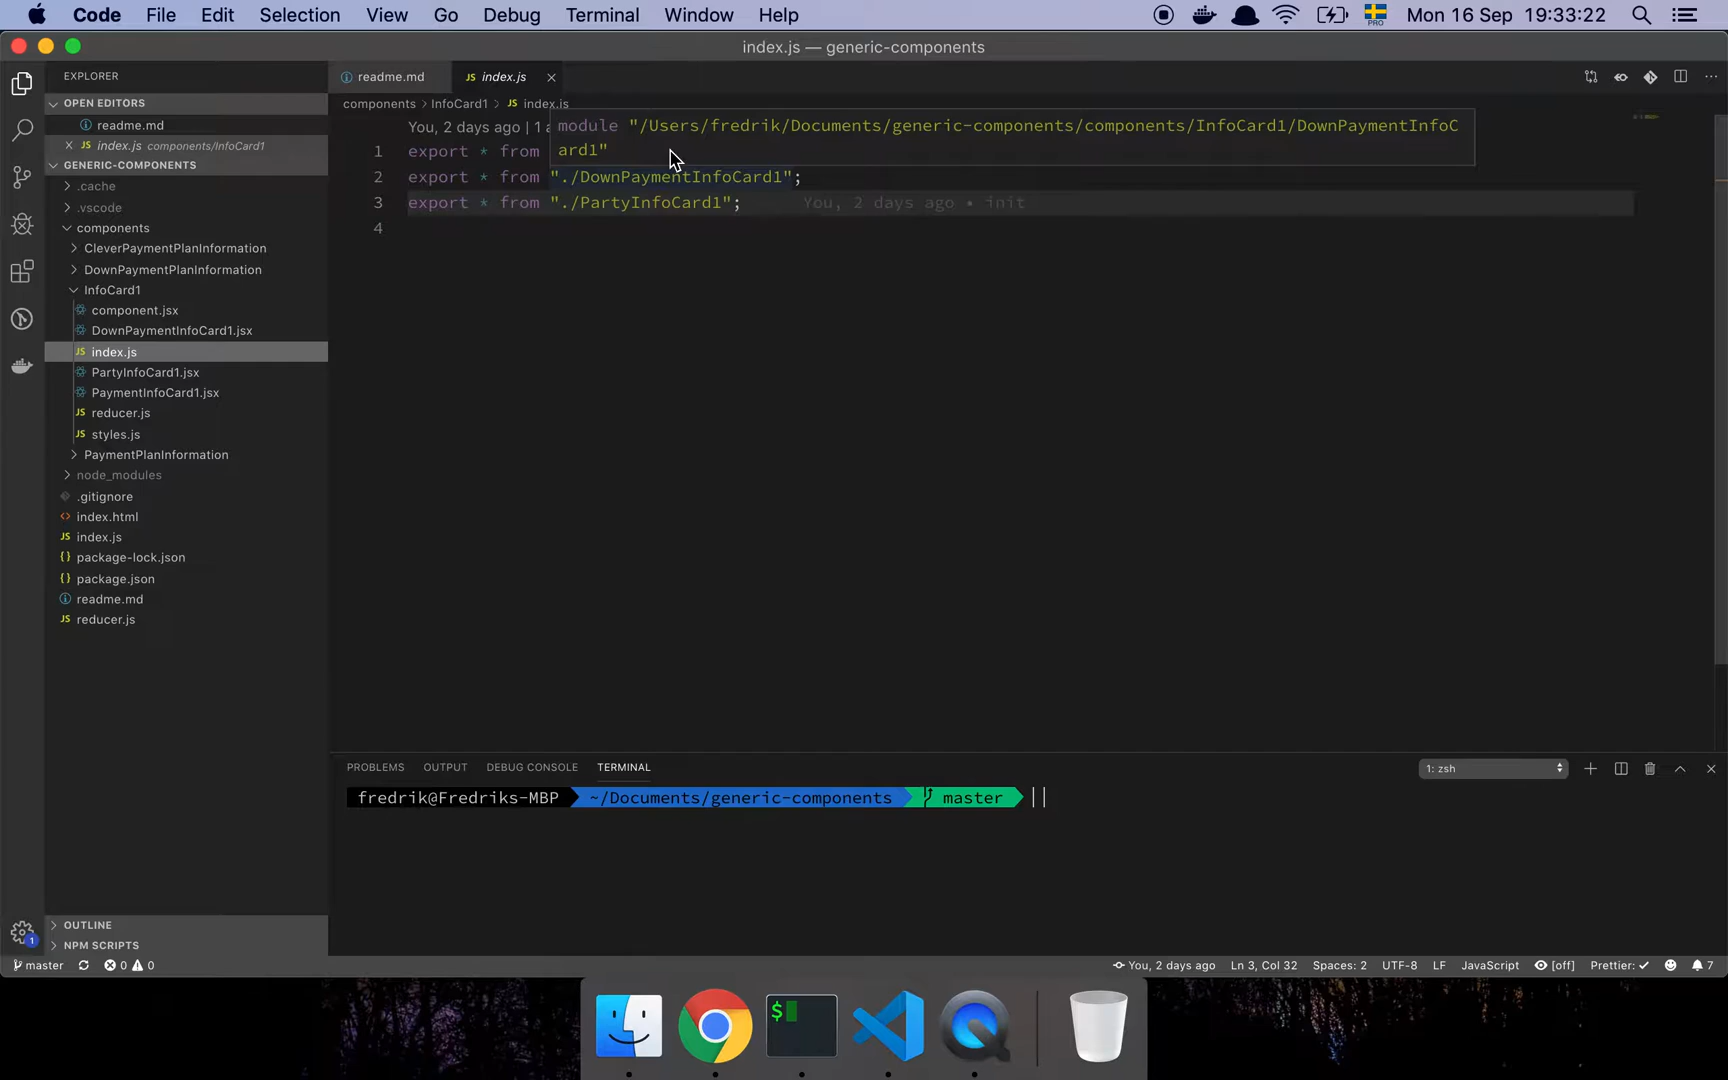 Code File Edit Selection View Go Debug Terminal Window Help PRO Mon 16 Sep 19:33:22
index.js — generic-components
EXPLORER
OPEN EDITORS
readme.md
index.js components/InfoCard1
GENERIC-COMPONENTS
.cache
.vscode
components
CleverPaymentPlanInformation
DownPaymentPlanInformation
InfoCard1
component.jsx
DownPaymentInfoCard1.jsx
index.js
PartyInfoCard1.jsx
PaymentInfoCard1.jsx
reducer.js
styles.js
PaymentPlanInformation
node_modules
.gitignore
index.html
index.js
package-lock.json
package.json
readme.md
reducer.js
OUTLINE
NPM SCRIPTS
readme.md JS index.js
components > InfoCard1 > JS index.js
You, 2 days ago | 1 a
module "/Users/fredrik/Documents/generic-components/components/InfoCard1/DownPaymentInfoC
ard1"
1 export * from
2 export * from "./DownPaymentInfoCard1";
3 export * from "./PartyInfoCard1"; You, 2 days ago • init
4
PROBLEMS OUTPUT DEBUG CONSOLE TERMINAL 1: zsh
fredrik@Fredriks-MBP ~/Documents/generic-components master
1
master 0 0 You, 2 days ago Ln 3, Col 32 Spaces: 2 UTF-8 LF JavaScript [off] Prettier: ✓ 7
$